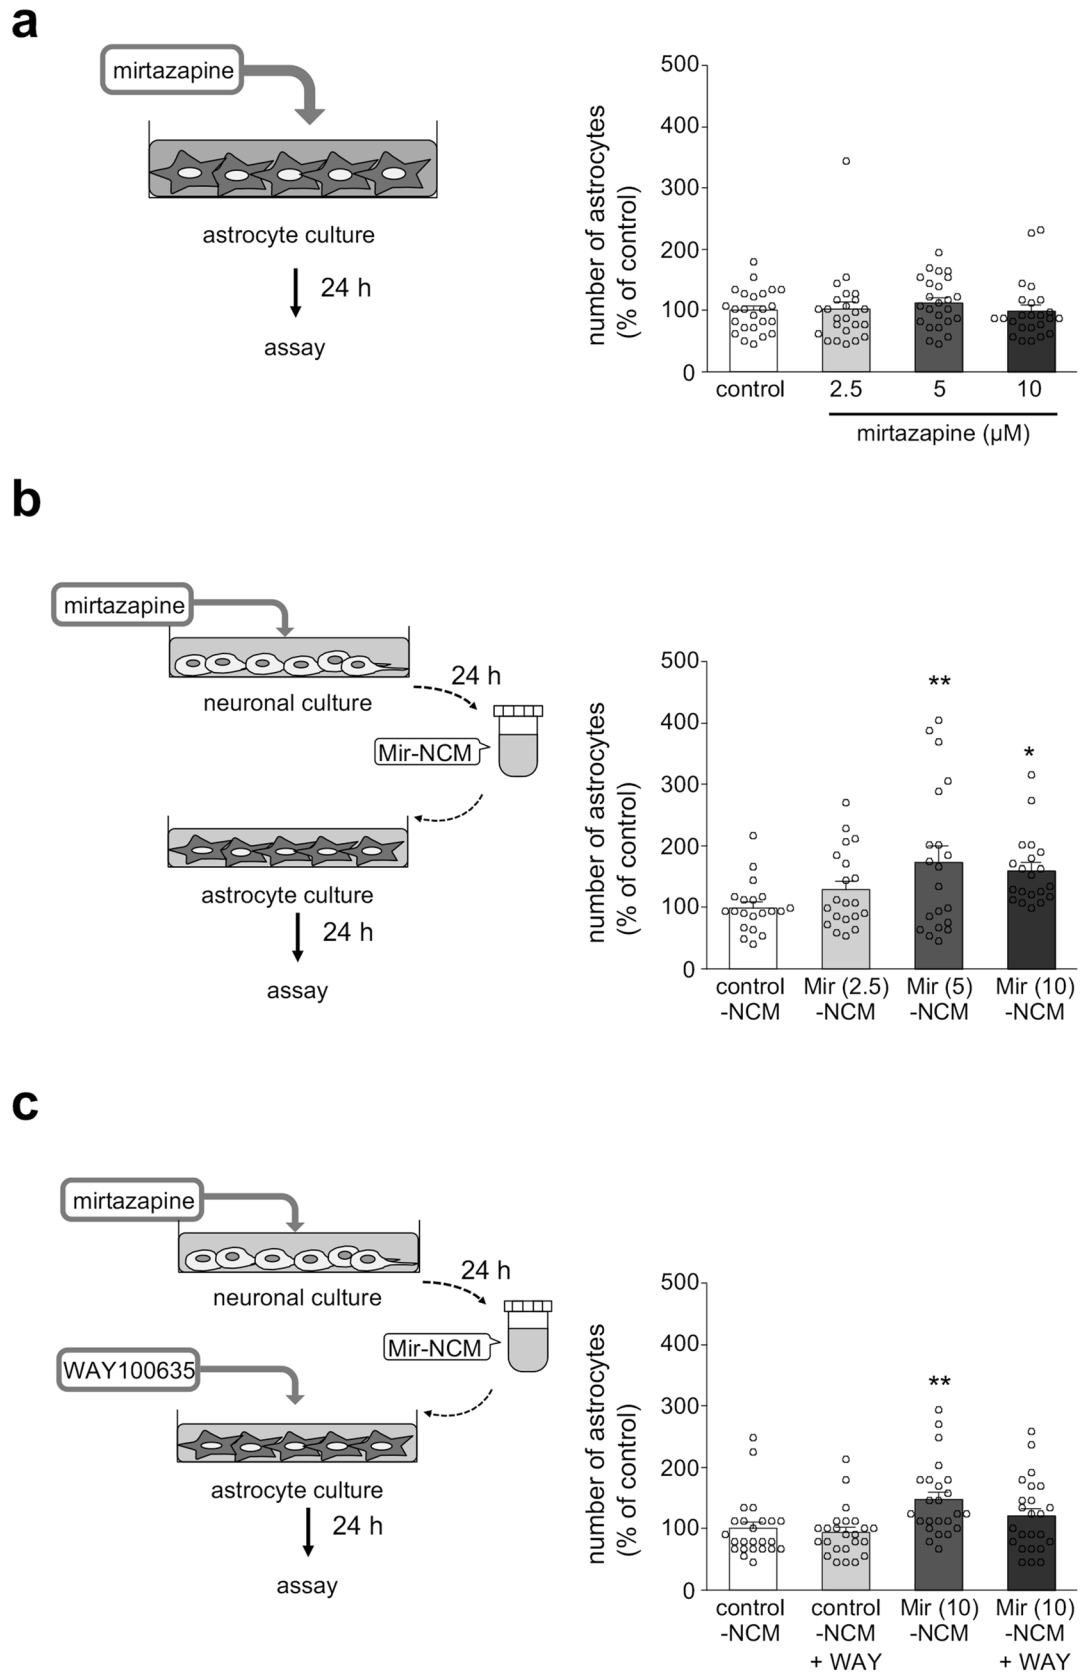 a
mirtazapine
astrocyte culture
24 h
assay
number of astrocytes
(% of control)
500
400
300
200
100
0
control 2.5 5 10
mirtazapine (µM)
b
mirtazapine
neuronal culture
24 h
Mir-NCM
astrocyte culture
24 h
assay
number of astrocytes
(% of control)
500
400
300
200
100
0
**
*
control Mir (2.5) Mir (5) Mir (10)
-NCM -NCM -NCM -NCM
c
mirtazapine
neuronal culture
24 h
Mir-NCM
WAY100635
astrocyte culture
24 h
assay
number of astrocytes
(% of control)
500
400
300
200
100
0
**
control control Mir (10) Mir (10)
-NCM -NCM -NCM -NCM
+ WAY + WAY